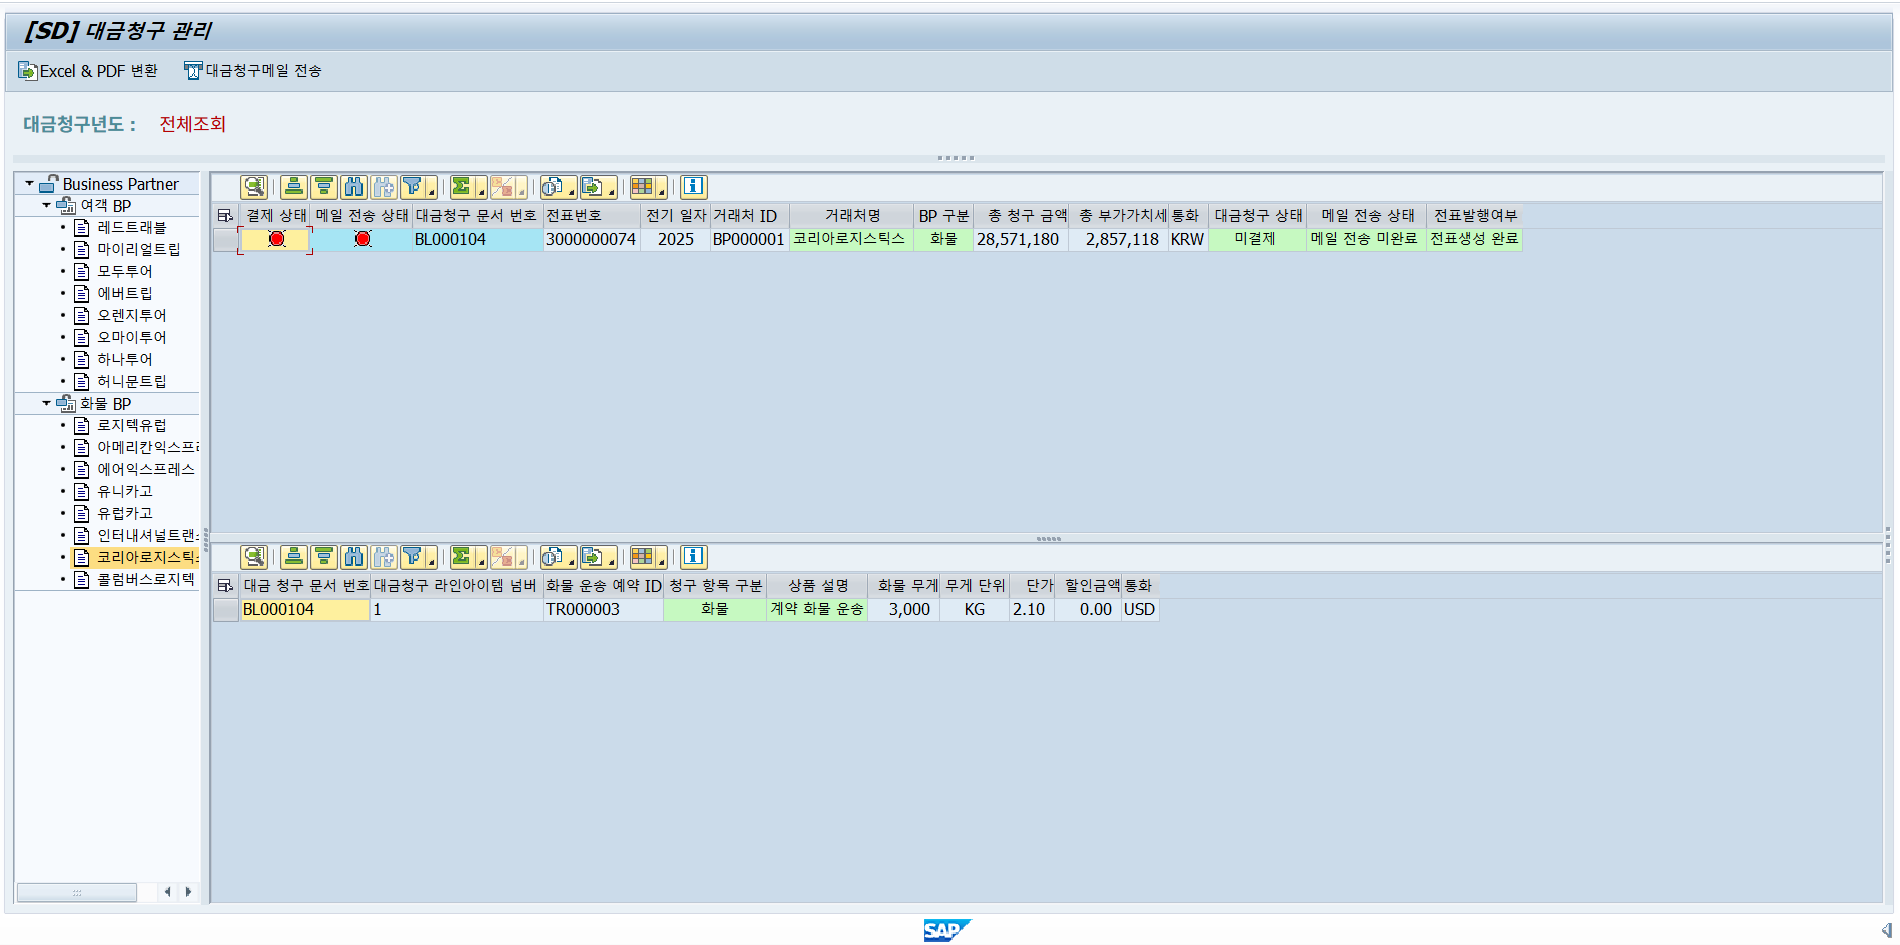 [SD] 대금청구 관리
Excel & PDF 변환 대금청구메일 전송
대금청구년도 : 전체조회
Business Partner
여객 BP
레드트래블
마이리얼트립
모두투어
에버트립
오렌지투어
오마이투어
하나투어
허니문트립
화물 BP
로지텍유럽
아메리칸익스프
에어익스프레스
유니카고
유럽카고
인터내셔널트랜
코리아로지스틱
콜럼버스로지텍
결제 상태 메일 전송 상태 대금청구 문서 번호 전표번호 전기 일자 거래처 ID 거래처명 BP 구분 총 청구 금액 총 부가가치세 통화 대금청구 상태 메일 전송 상태 전표발행여부
BL000104 3000000074 2025 BP000001 코리아로지스틱스 화물 28,571,180 2,857,118 KRW 미결제 메일 전송 미완료 전표생성 완료
대금 청구 문서 번호 대금청구 라인아이템 넘버 화물 운송 예약 ID 청구 항목 구분 상품 설명 화물 무게 무게 단위 단가 할인금액 통화
BL000104 1 TR000003 화물 계약 화물 운송 3,000 KG 2.10 0.00 USD
SAP